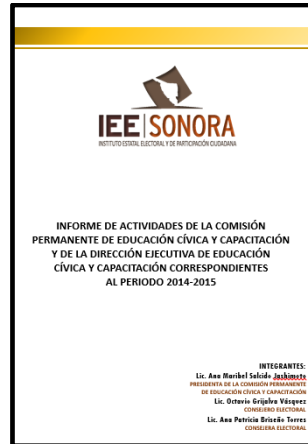 IEE|SONORA
INSTITUTO ESTATAL ELECTORAL Y DE PARTICIPACIÓN CIUDADANA
INFORME DE ACTIVIDADES DE LA COMISIÓN
PERMANENTE DE EDUCACIÓN CÍVICA Y CAPACITACIÓN
Y DE LA DIRECCIÓN EJECUTIVA DE EDUCACIÓN
CÍVICA Y CAPACITACIÓN CORRESPONDIENTES
AL PERIODO 2014-2015
INTEGRANTES:
Lic. Ana Maribel Salcido Jashimoto
PRESIDENTA DE LA COMISIÓN PERMANENTE
DE EDUCACIÓN CÍVICA Y CAPACITACIÓN
Lic. Octavio Grijalva Vásquez
CONSEJERO ELECTORAL
Lic. Ana Patricia Briseño Torres
CONSEJERA ELECTORAL